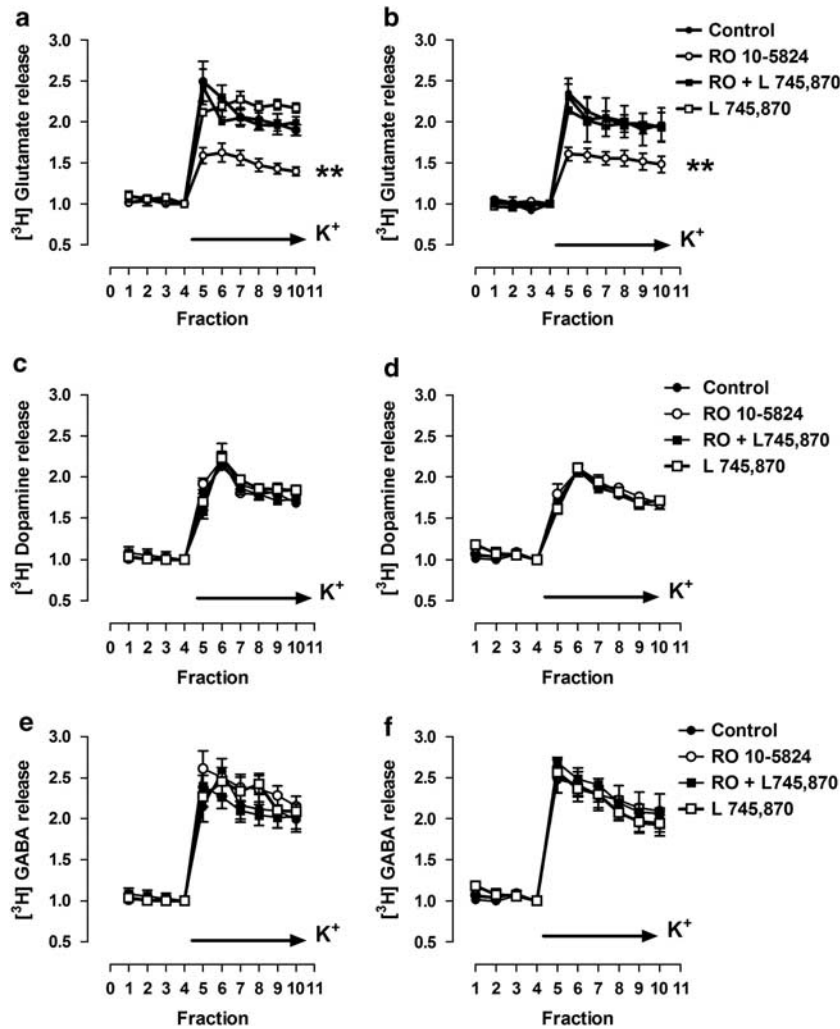 a
[³H] Glutamate release
3.0
2.5
2.0
1.5
1.0
0.5
**
K⁺
0 1 2 3 4 5 6 7 8 9 10 11
Fraction
b
[³H] Glutamate release
3.0
2.5
2.0
1.5
1.0
0.5
Control
RO 10-5824
RO + L 745,870
L 745,870
**
K⁺
0 1 2 3 4 5 6 7 8 9 10 11
Fraction
c
[³H] Dopamine release
3.0
2.5
2.0
1.5
1.0
0.5
K⁺
0 1 2 3 4 5 6 7 8 9 10 11
Fraction
d
[³H] Dopamine release
3.0
2.5
2.0
1.5
1.0
0.5
Control
RO 10-5824
RO + L745,870
L 745,870
K⁺
1 2 3 4 5 6 7 8 9 10 11
Fraction
e
[³H] GABA release
3.0
2.5
2.0
1.5
1.0
0.5
K⁺
0 1 2 3 4 5 6 7 8 9 10 11
Fraction
f
[³H] GABA release
3.0
2.5
2.0
1.5
1.0
0.5
Control
RO 10-5824
RO + L745,870
L 745,870
K⁺
1 2 3 4 5 6 7 8 9 10 11
Fraction